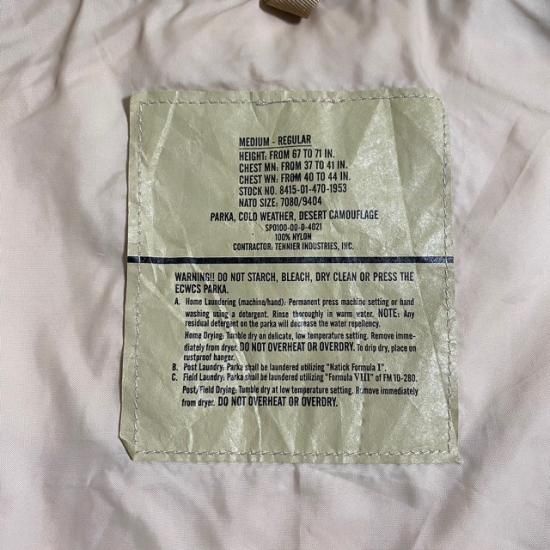 MEDIUM - REGULAR
HEIGHT: FROM 67 TO 71 IN.
CHEST MN: FROM 37 TO 41 IN.
CHEST WN: FROM 40 TO 44 IN.
STOCK NO. 8415-01-470-1953
NATO SIZE: 7080/9404
PARKA, COLD WEATHER, DESERT CAMOUFLAGE
SPO100-00-D-4021
100% NYLON
CONTRACTOR: TENNIER INDUSTRIES, INC.
WARNING!! DO NOT STARCH, BLEACH, DRY CLEAN OR PRESS THE
ECWCS PARKA.
A. Home Laundering (machine/hand): Permanent press machine setting or hand
washing using a detergent. Rinse thoroughly in warm water. NOTE: Any
residual detergent on the parka will decrease the water repellency.
Home Drying: Tumble dry on delicate, low temperature setting. Remove imme-
diately from dryer. DO NOT OVERHEAT OR OVERDRY. To drip dry, place on
rustproof hanger.
B. Post Laundry: Parka shall be laundered utilizing "Natick Formula I".
C. Field Laundry: Parka shall be laundered utilizing "Formula VIII" of FM 10-280.
Post/Field Drying: Tumble dry at low temperature setting. Remove immediately
from dryer. DO NOT OVERHEAT OR OVERDRY.